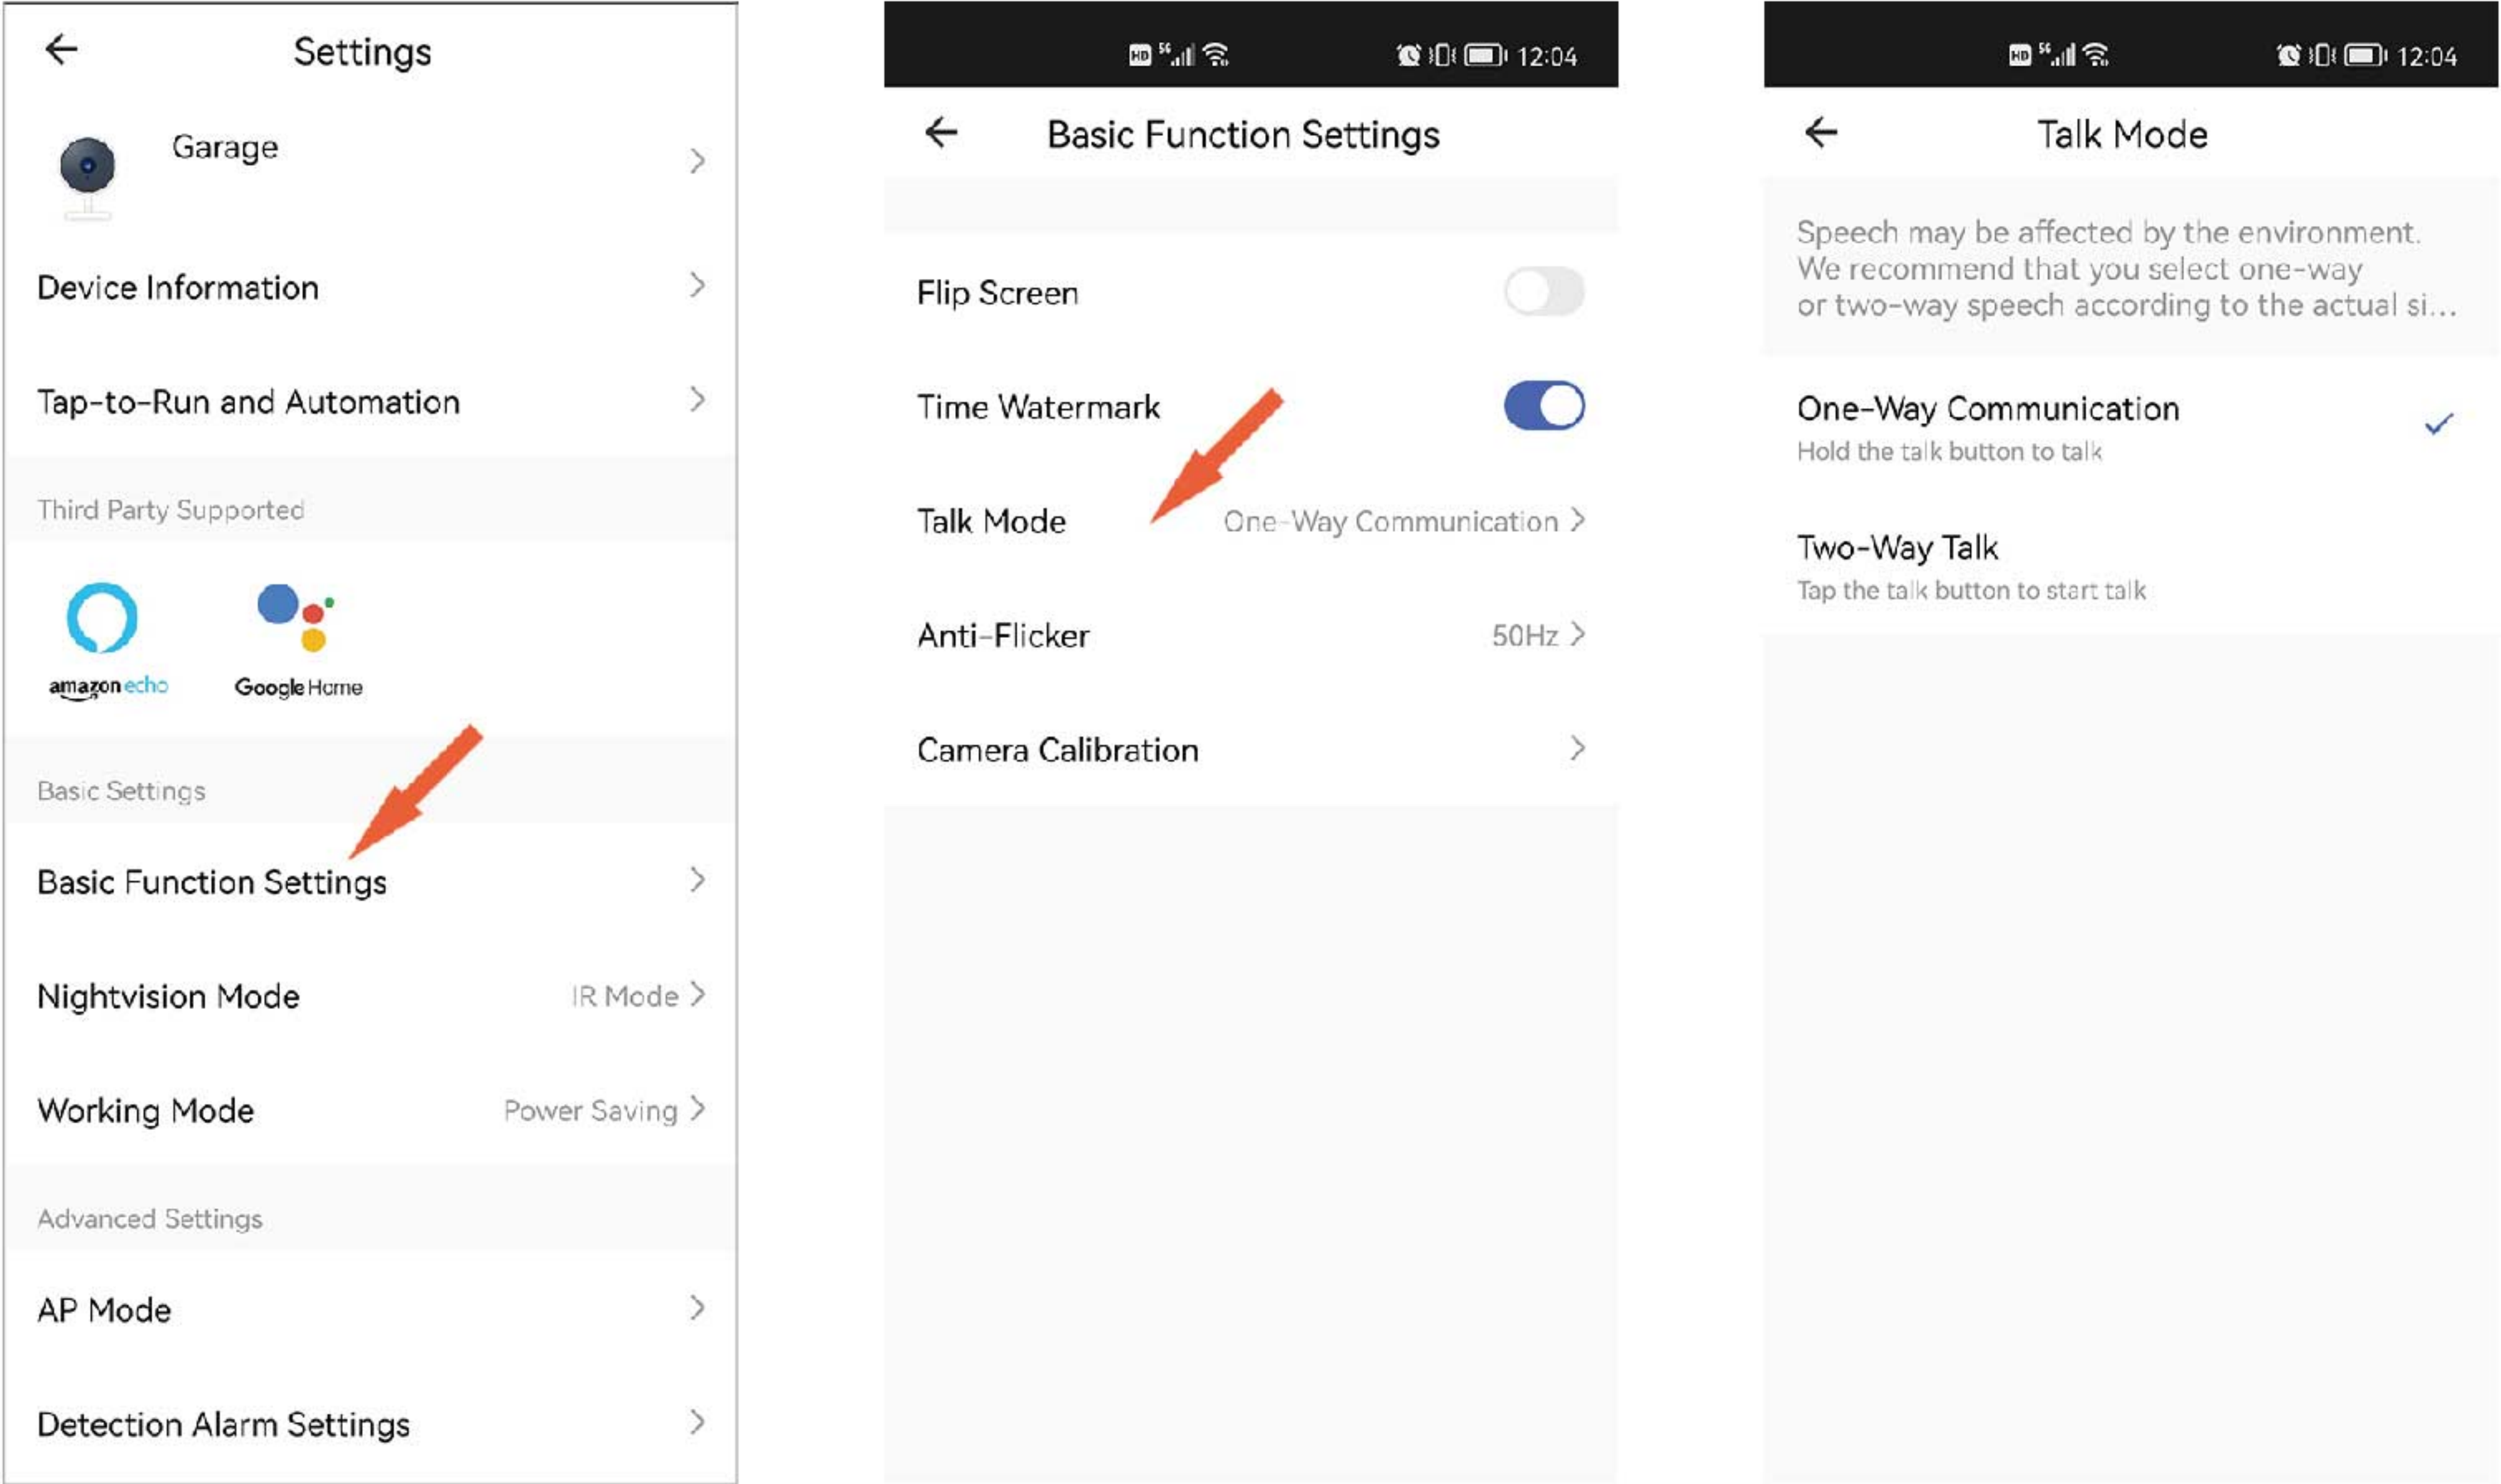 Settings
Garage
Device Information
Tap-to-Run and Automation
Third Party Supported
amazon echo
Google Home
Basic Settings
Basic Function Settings
Nightvision Mode
IR Mode
Working Mode
Power Saving
Advanced Settings
AP Mode
Detection Alarm Settings
HD 5G 12:04
Basic Function Settings
Flip Screen
Time Watermark
Talk Mode
One-Way Communication
Anti-Flicker
50Hz
Camera Calibration
HD 5G 12:04
Talk Mode
Speech may be affected by the environment.
We recommend that you select one-way
or two-way speech according to the actual si...
One-Way Communication
Hold the talk button to talk
Two-Way Talk
Tap the talk button to start talk